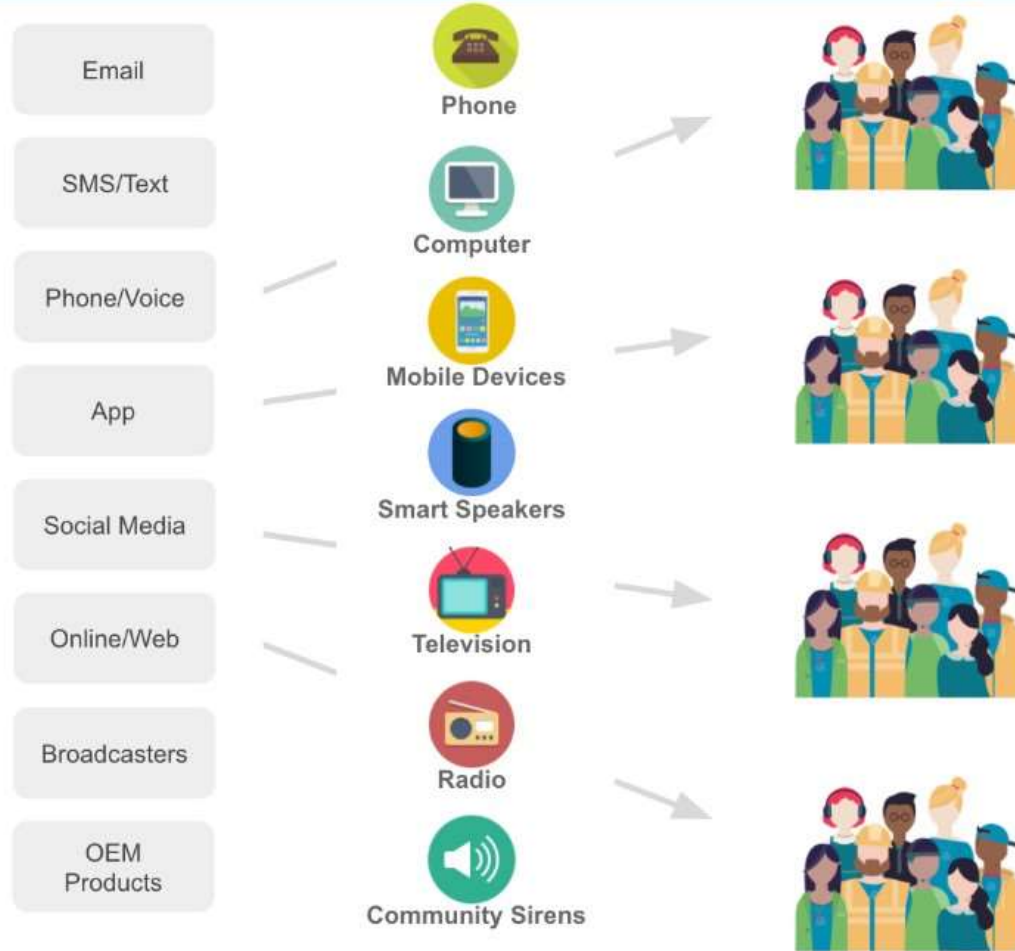 Email
SMS/Text
Phone/Voice
App
Social Media
Online/Web
Broadcasters
OEM
Products
Phone
Computer
Mobile Devices
Smart Speakers
Television
Radio
Community Sirens